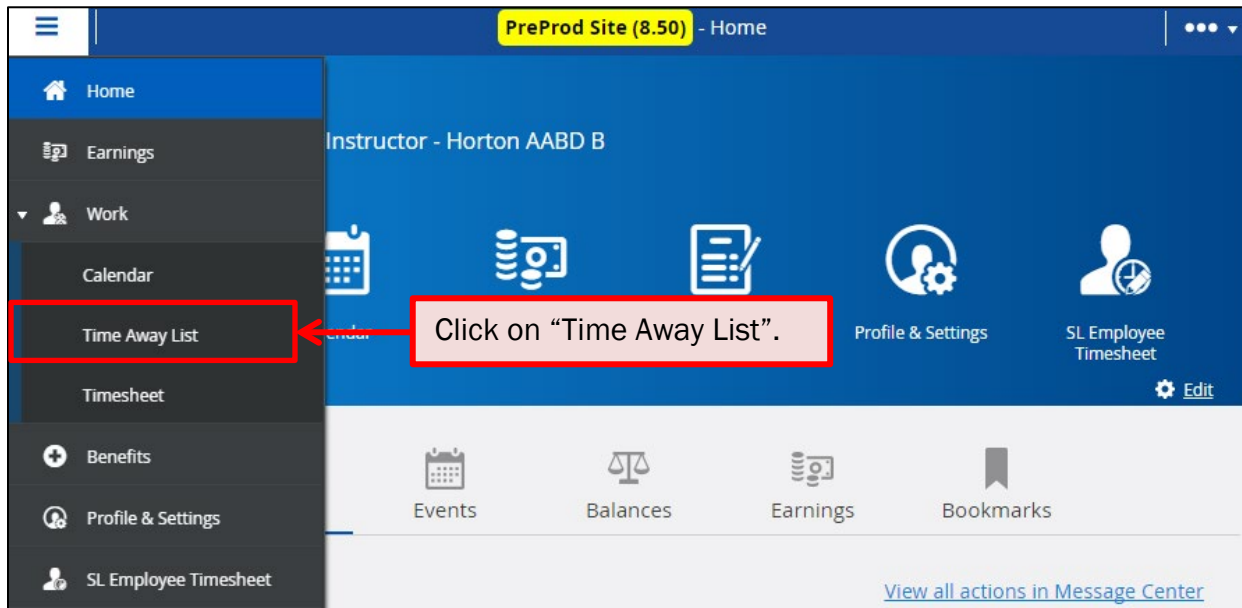 PreProd Site (8.50) - Home
Home
Earnings
Work
Calendar
Time Away List
Timesheet
Benefits
Profile & Settings
SL Employee Timesheet
Instructor - Horton AABD B
endar
Click on “Time Away List”.
Profile & Settings
SL Employee
Timesheet
Edit
Events
Balances
Earnings
Bookmarks
View all actions in Message Center